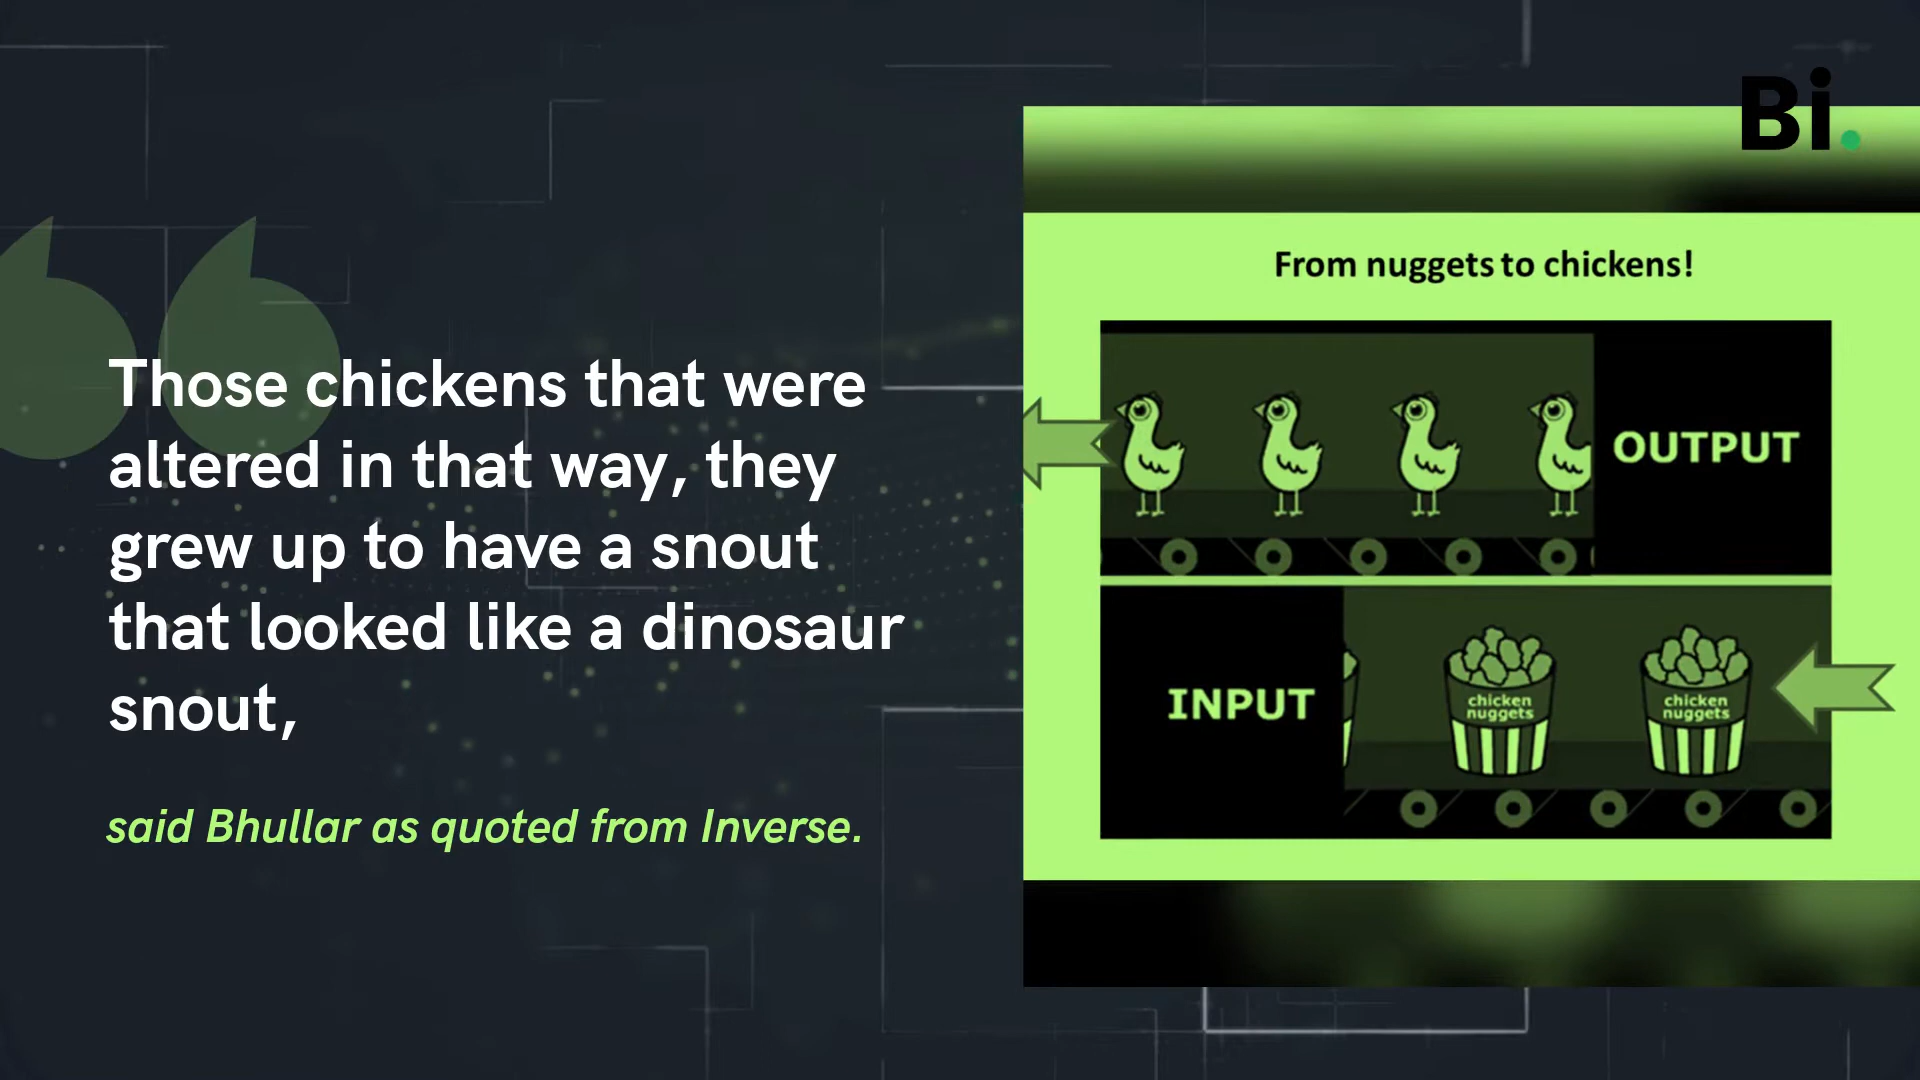 Bi.
Those chickens that were
altered in that way, they
grew up to have a snout
that looked like a dinosaur
snout,
said Bhullar as quoted from Inverse.
From nuggets to chickens!
OUTPUT
INPUT
chicken
nuggets
chicken
nuggets